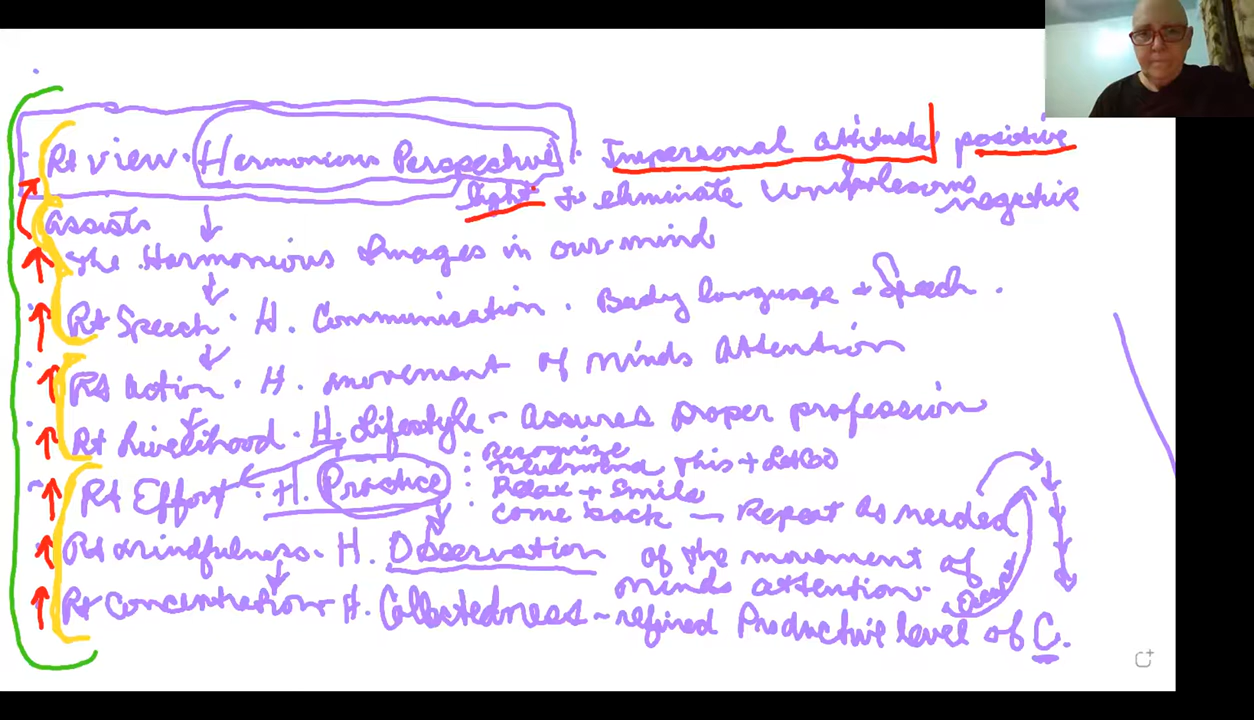 Rt view · Harmonious Perspective · Impersonal attitude positive
light to eliminate unwholesome negative
assists
the Harmonious Images in our mind
Rt Speech · H. Communication. Body language + Speech.
Rt Action · H. movement of minds Attention
Rt Livelihood · H. Lifestyle - Assures proper profession
Rt Effort · H. Practice : Recognize
: Nevermind this + Let Go
: Relax + Smile
: come back — Repeat as needed
Rt mindfulness · H. Observation of the movement of
minds attention.
Rt Concentration · H. Collectedness ~ refined Productive level of C.